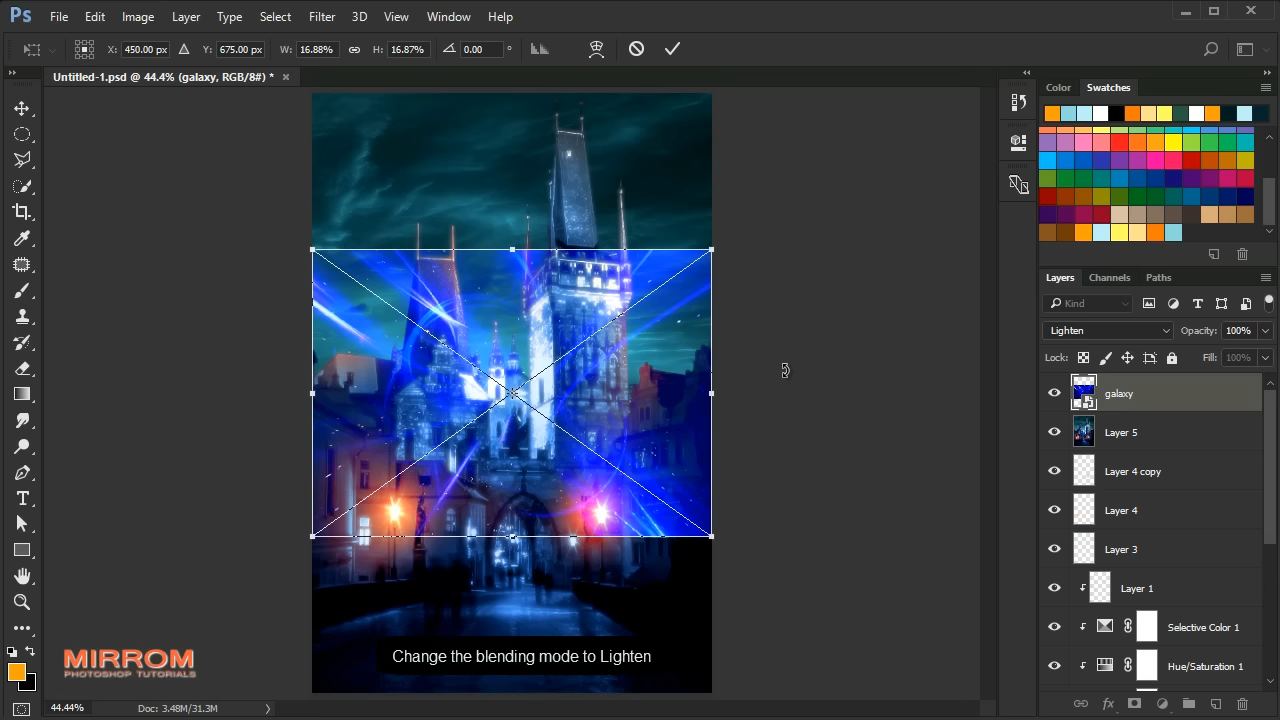 Ps File Edit Image Layer Type Select Filter 3D View Window Help
X: 450.00 px Y: 675.00 px W: 16.88% H: 16.87% 0.00 °
Untitled-1.psd @ 44.4% (galaxy, RGB/8#) * ×
Color Swatches
Layers Channels Paths
Kind
Lighten Opacity: 100%
Lock: Fill: 100%
galaxy
Layer 5
Layer 4 copy
Layer 4
Layer 3
Layer 1
Selective Color 1
Hue/Saturation 1
Change the blending mode to Lighten
MIRROM
PHOTOSHOP TUTORIALS
44.44% Doc: 3.48M/31.3M
fx